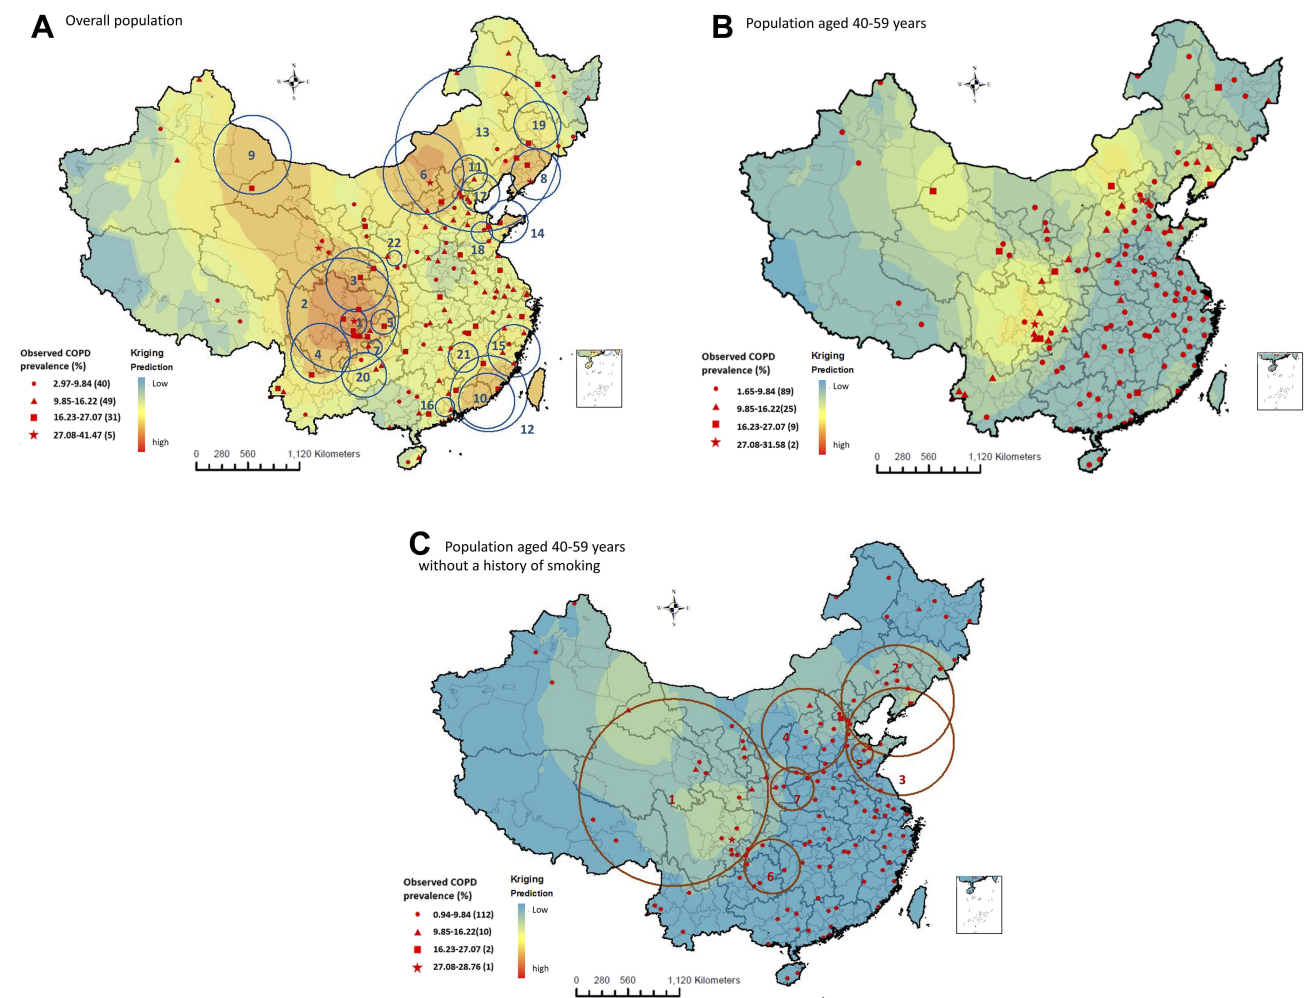 A Overall population
N
W E
S
9
13
19
6
11
8
17
14
18
22
3
2
1
5
7
4
20
15
21
10
16
12
Observed COPD
prevalence (%)
2.97-9.84 (40)
9.85-16.22 (49)
16.23-27.07 (31)
27.08-41.47 (5)
Kriging
Prediction
Low
high
0 280 560 1,120 Kilometers
B Population aged 40-59 years
N
W E
S
Observed COPD
prevalence (%)
1.65-9.84 (89)
9.85-16.22(25)
16.23-27.07 (9)
27.08-31.58 (2)
Kriging
Prediction
Low
high
0 280 560 1,120 Kilometers
C Population aged 40-59 years
without a history of smoking
N
W E
S
2
4
5
3
1
7
6
Observed COPD
prevalence (%)
0.94-9.84 (112)
9.85-16.22(10)
16.23-27.07 (2)
27.08-28.76 (1)
Kriging
Prediction
Low
high
0 280 560 1,120 Kilometers